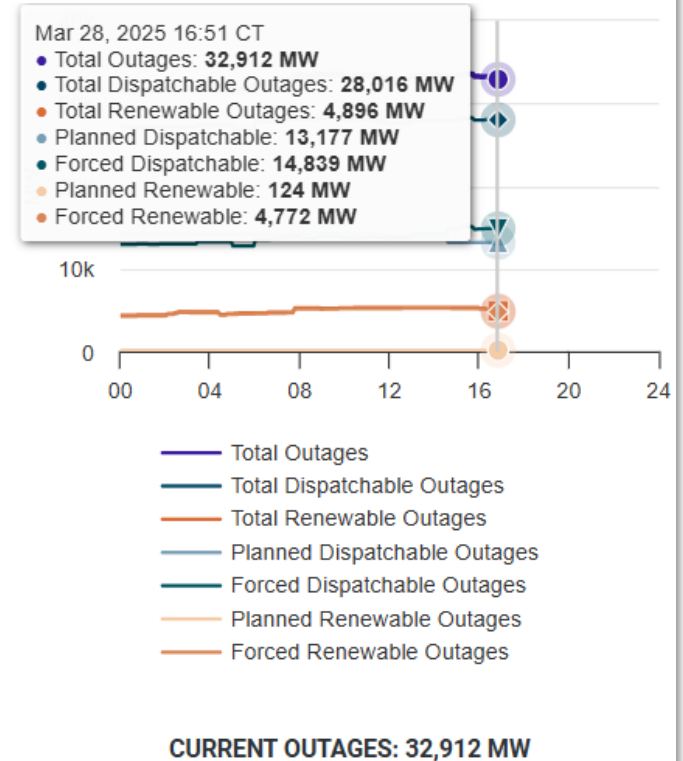 Mar 28, 2025 16:51 CT
Total Outages: 32,912 MW
Total Dispatchable Outages: 28,016 MW
Total Renewable Outages: 4,896 MW
Planned Dispatchable: 13,177 MW
Forced Dispatchable: 14,839 MW
Planned Renewable: 124 MW
Forced Renewable: 4,772 MW
10k
0
00 04 08 12 16 20 24
Total Outages
Total Dispatchable Outages
Total Renewable Outages
Planned Dispatchable Outages
Forced Dispatchable Outages
Planned Renewable Outages
Forced Renewable Outages
CURRENT OUTAGES: 32,912 MW